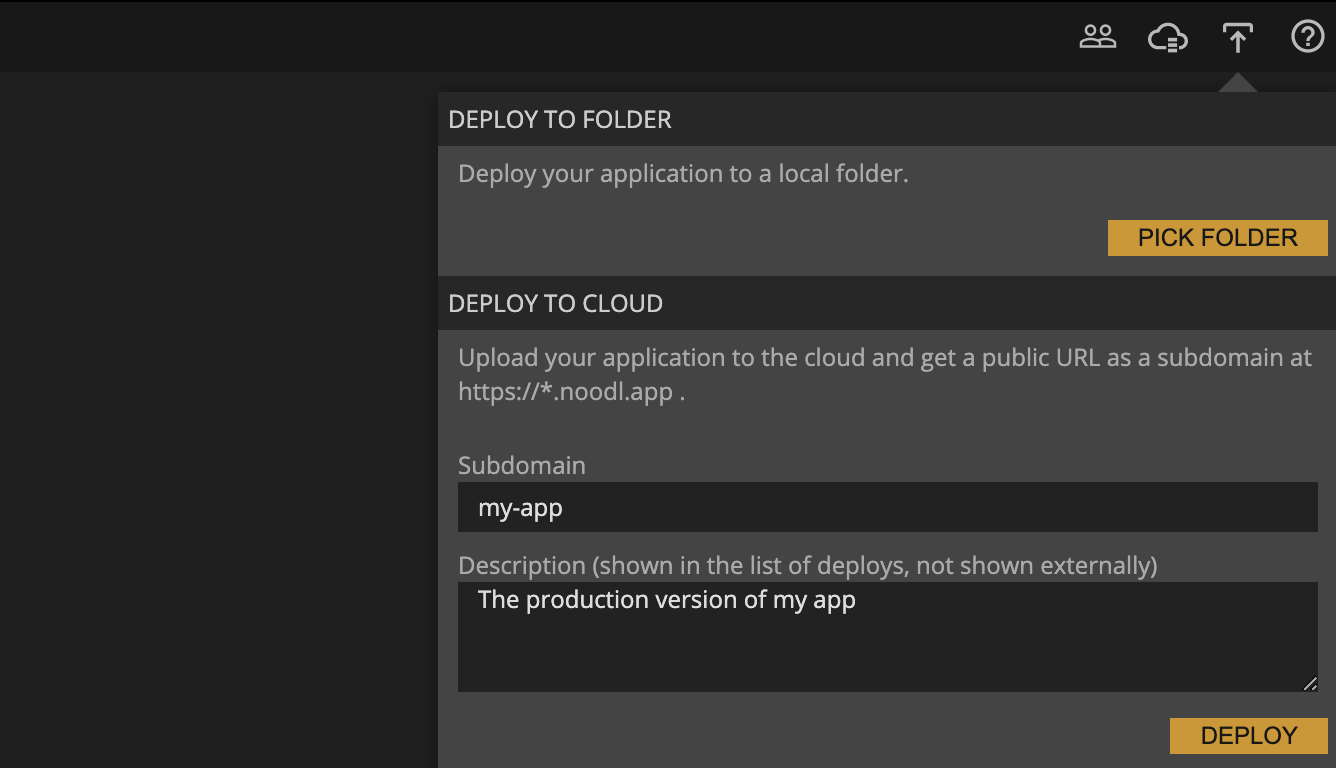 DEPLOY TO FOLDER
Deploy your application to a local folder.
PICK FOLDER
DEPLOY TO CLOUD
Upload your application to the cloud and get a public URL as a subdomain at
https://*.noodl.app .
Subdomain
my-app
Description (shown in the list of deploys, not shown externally)
The production version of my app
DEPLOY